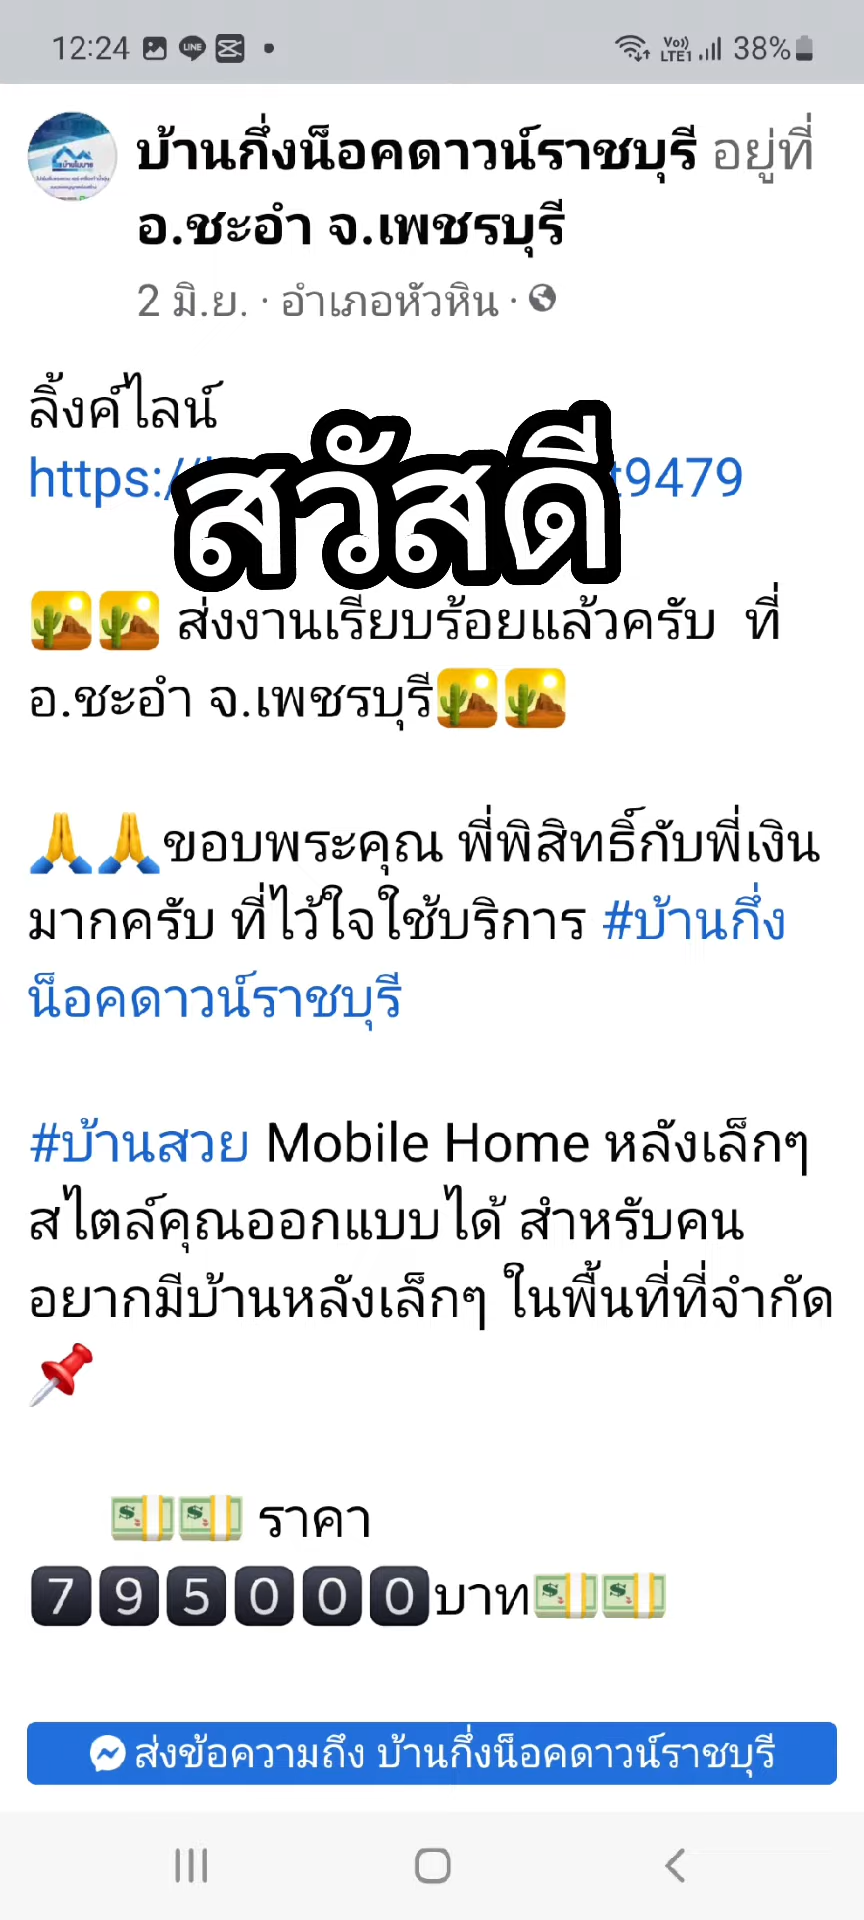 12:24
LINE
Vo)) LTE1 38%
บ้านกึ่งน็อคดาวน์ราชบุรี อยู่ที่
อ.ชะอำ จ.เพชรบุรี
2 มิ.ย. · อำเภอหัวหิน ·
ลิ้งค์ไลน์
https:/ t9479
สวัสดี
🏜️🏜️ ส่งงานเรียบร้อยแล้วครับ ที่
อ.ชะอำ จ.เพชรบุรี🏜️🏜️
🙏🙏ขอบพระคุณ พี่พิสิทธิ์กับพี่เงิน
มากครับ ที่ไว้ใจใช้บริการ #บ้านกึ่ง
น็อคดาวน์ราชบุรี
#บ้านสวย Mobile Home หลังเล็กๆ
สไตล์คุณออกแบบได้ สำหรับคน
อยากมีบ้านหลังเล็กๆ ในพื้นที่ที่จำกัด
📌
💵💵 ราคา
7️⃣9️⃣5️⃣0️⃣0️⃣0️⃣บาท💵💵
ส่งข้อความถึง บ้านกึ่งน็อคดาวน์ราชบุรี